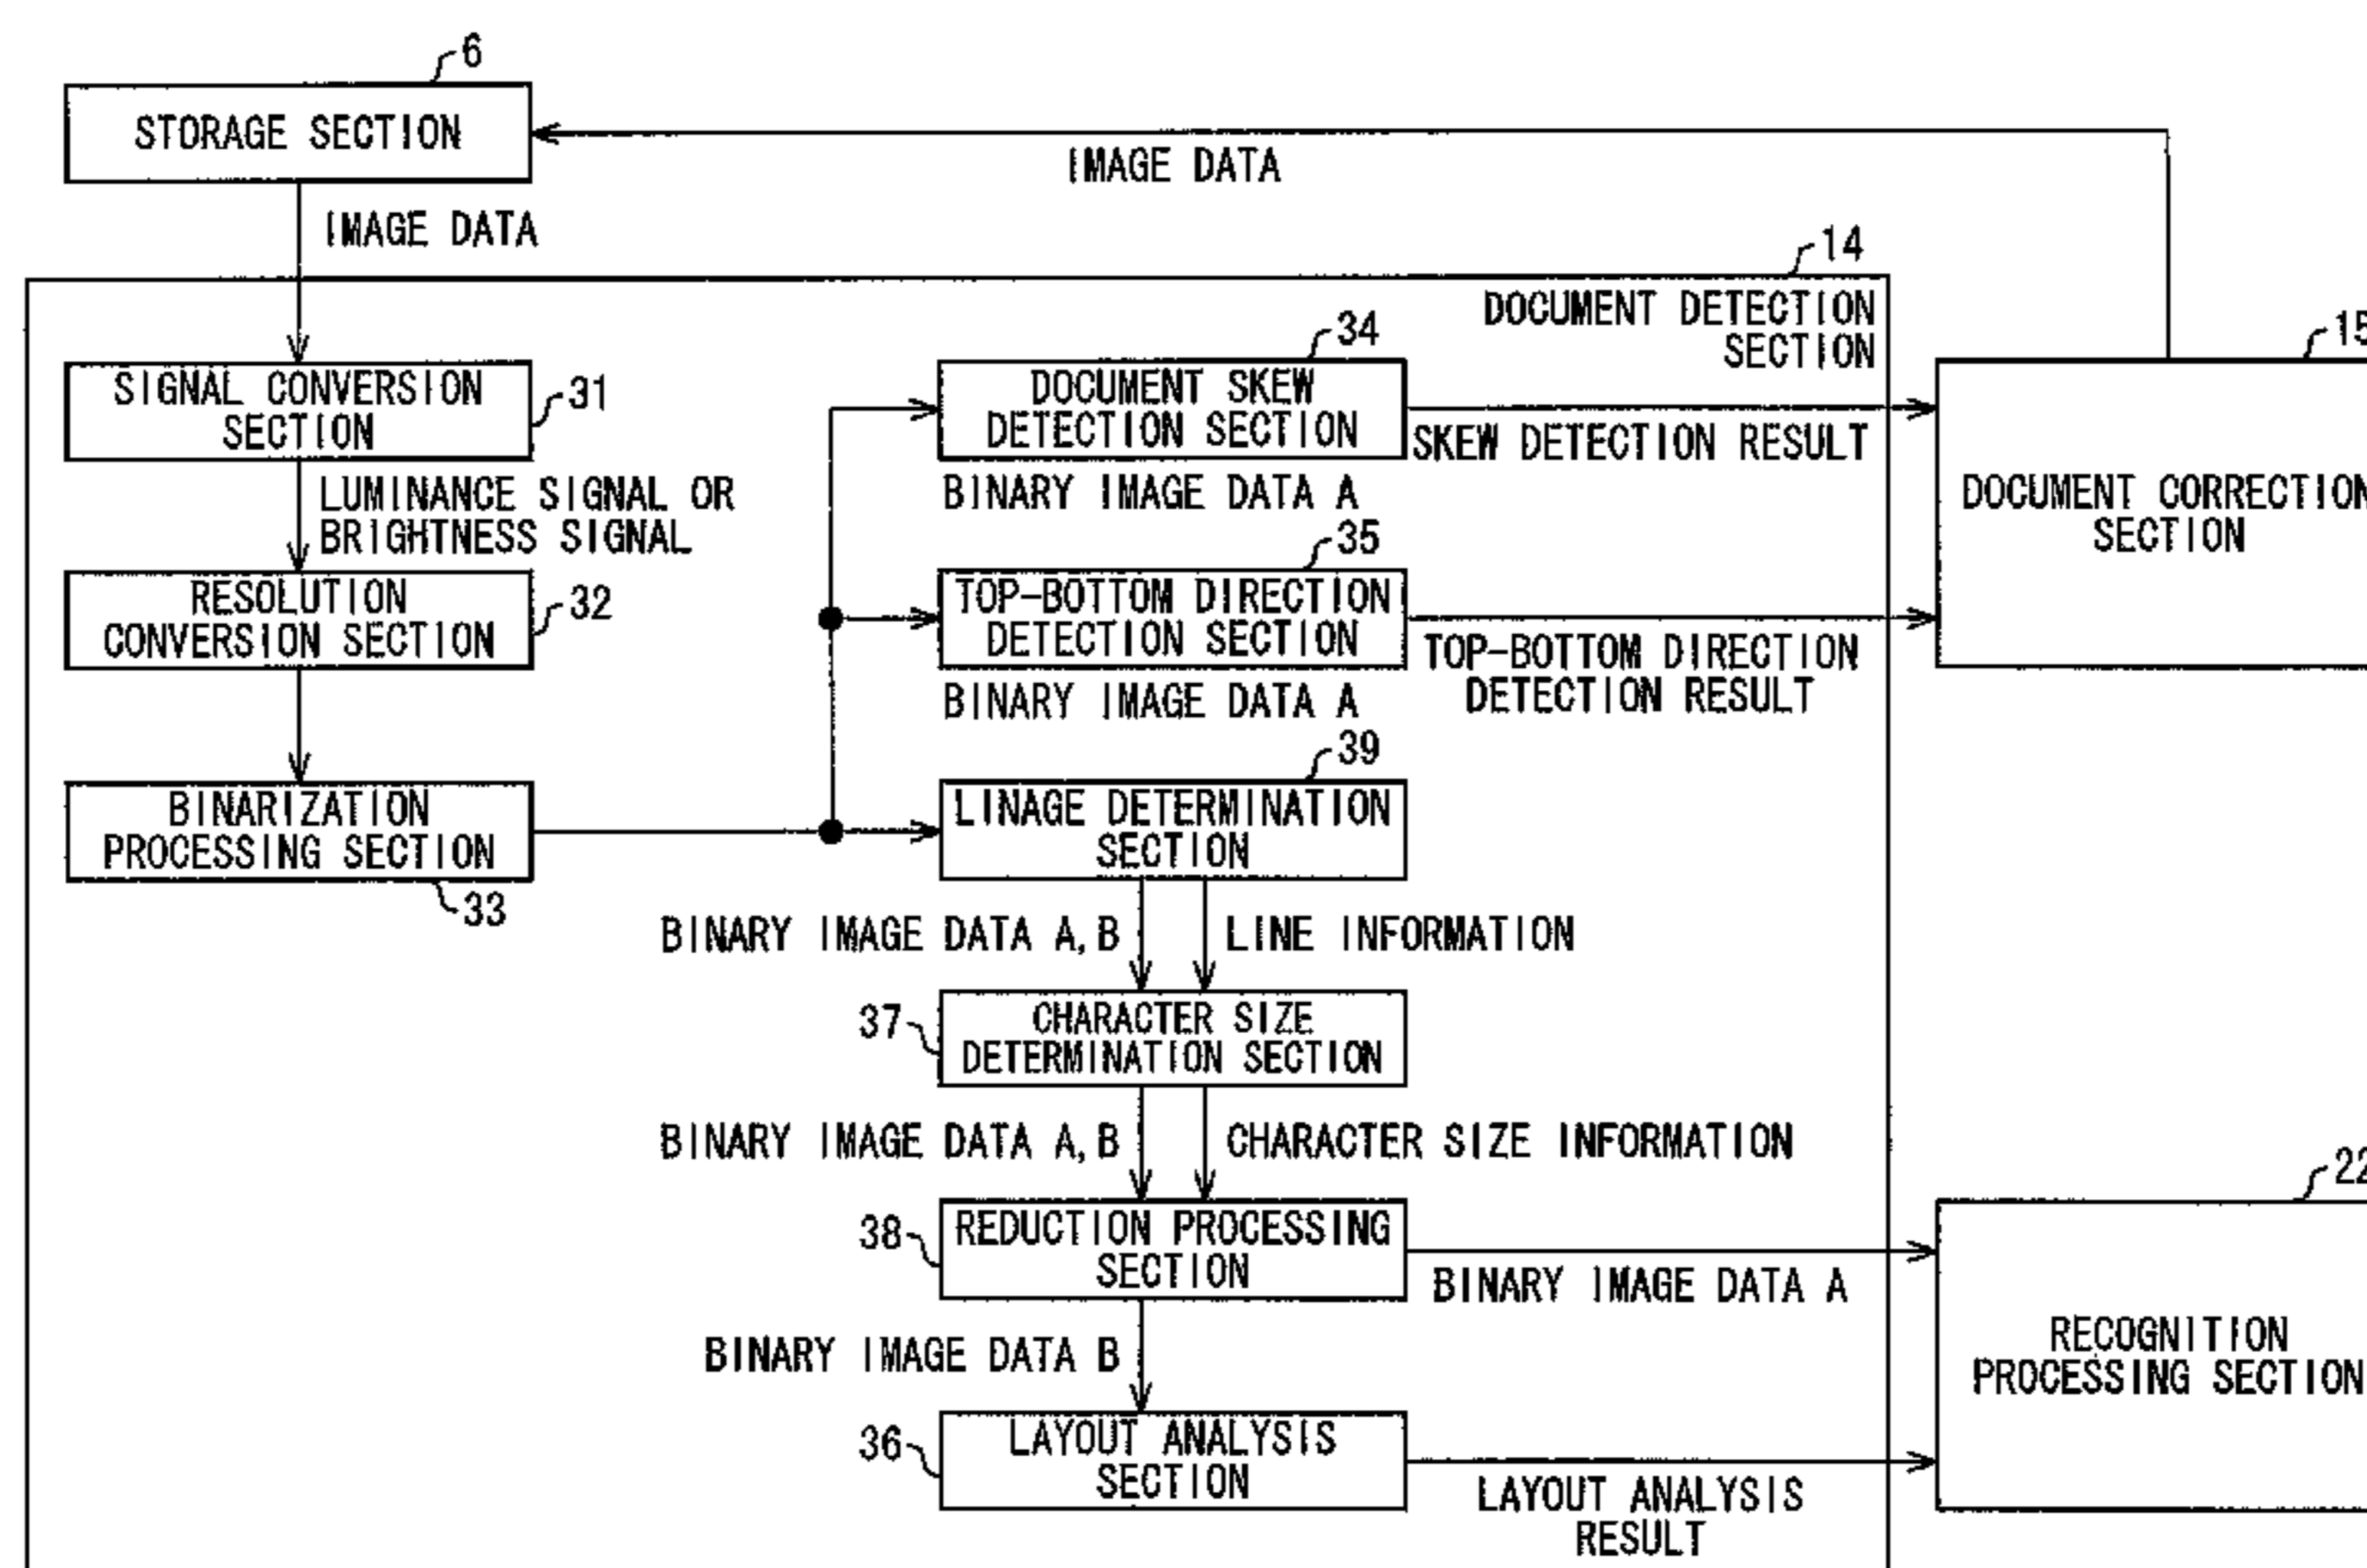 6
STORAGE SECTION
IMAGE DATA
IMAGE DATA
14
DOCUMENT DETECTION
SECTION
SIGNAL CONVERSION
SECTION
31
LUMINANCE SIGNAL OR
BRIGHTNESS SIGNAL
RESOLUTION
CONVERSION SECTION
32
BINARIZATION
PROCESSING SECTION
33
34
DOCUMENT SKEW
DETECTION SECTION
SKEW DETECTION RESULT
BINARY IMAGE DATA A
35
TOP-BOTTOM DIRECTION
DETECTION SECTION
TOP-BOTTOM DIRECTION
DETECTION RESULT
BINARY IMAGE DATA A
15
DOCUMENT CORRECTION
SECTION
39
LINAGE DETERMINATION
SECTION
BINARY IMAGE DATA A, B
LINE INFORMATION
37
CHARACTER SIZE
DETERMINATION SECTION
BINARY IMAGE DATA A, B
CHARACTER SIZE INFORMATION
38
REDUCTION PROCESSING
SECTION
BINARY IMAGE DATA A
BINARY IMAGE DATA B
36
LAYOUT ANALYSIS
SECTION
LAYOUT ANALYSIS
RESULT
22
RECOGNITION
PROCESSING SECTION